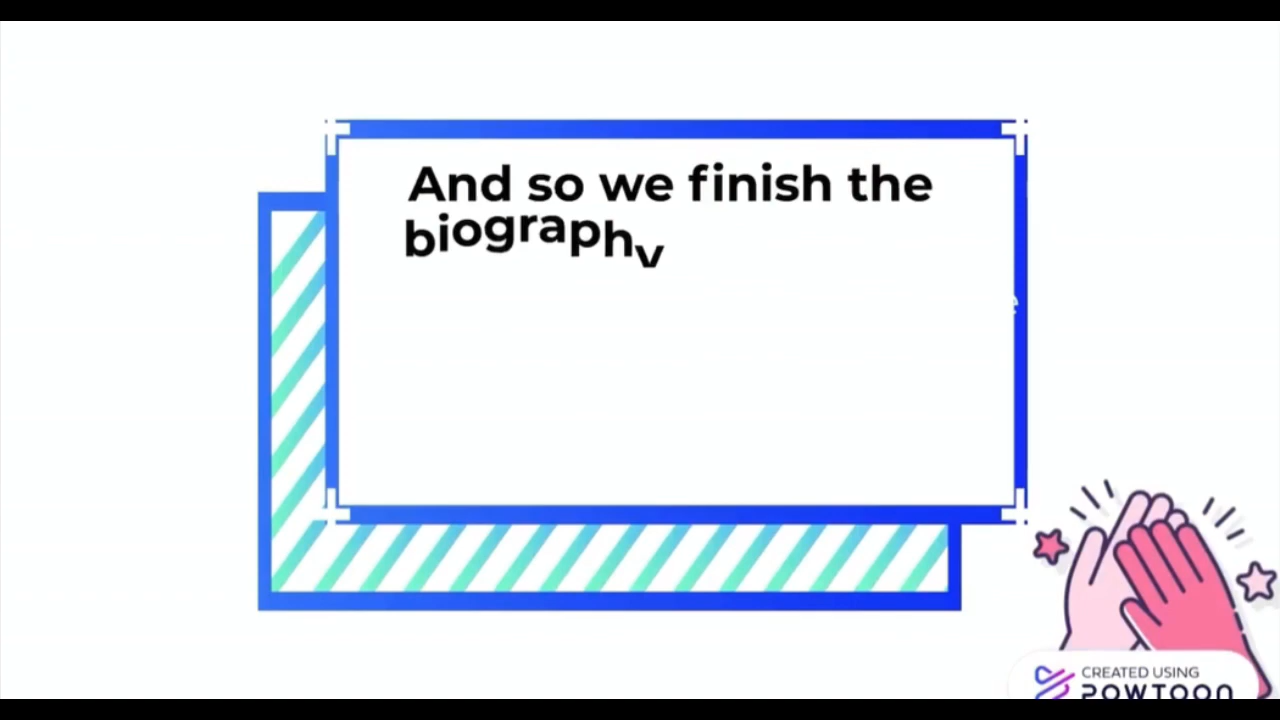 And so we finish the
biography
e
CREATED USING
POWTOON